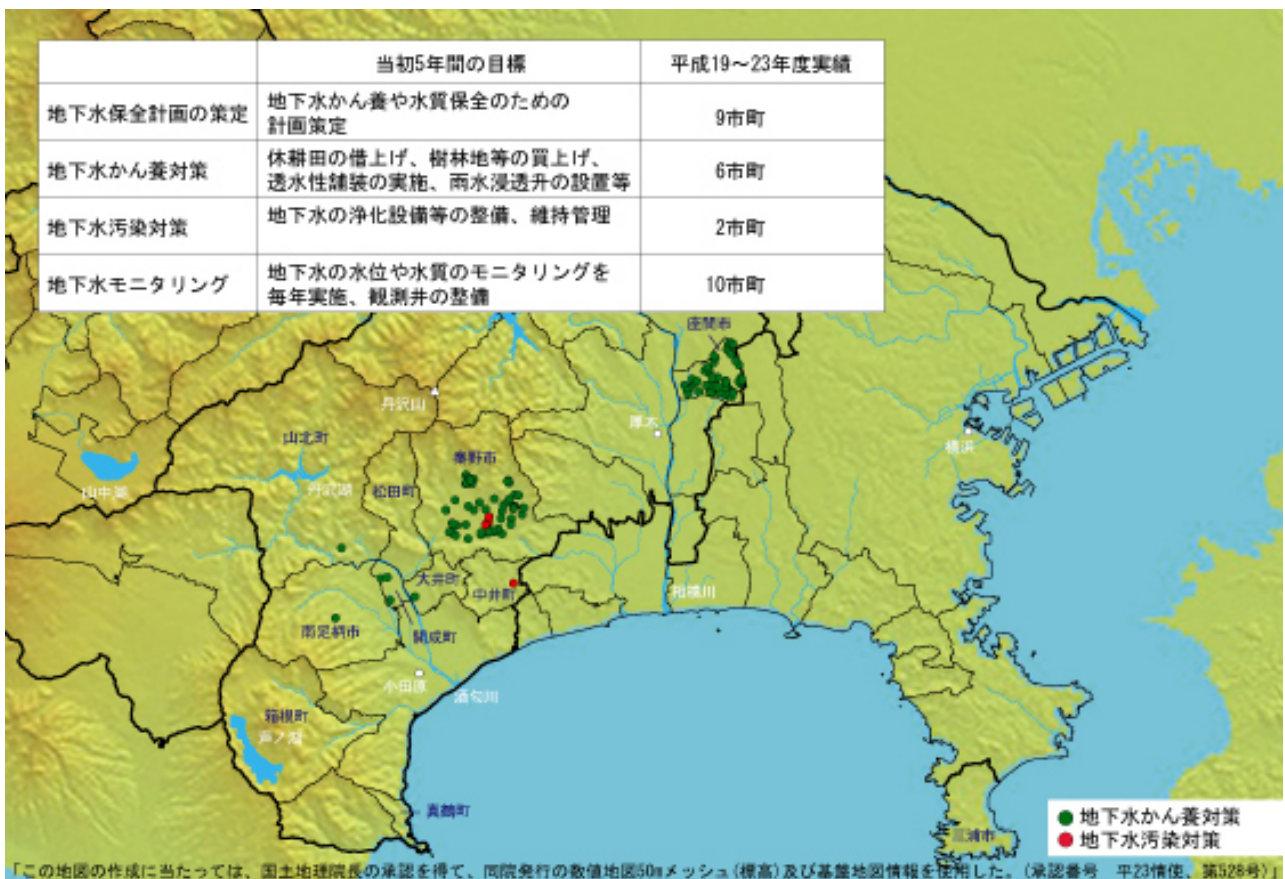 当初5年間の目標
平成19～23年度実績
地下水保全計画の策定
地下水かん養や水質保全のための
計画策定
9市町
地下水かん養対策
休耕田の借上げ、樹林地等の買上げ、
透水性舗装の実施、雨水浸透升の設置等
6市町
地下水汚染対策
地下水の浄化設備等の整備、維持管理
2市町
地下水モニタリング
地下水の水位や水質のモニタリングを
毎年実施、観測井の整備
10市町
座間市
丹沢山
厚木
横浜
山北町
秦野市
山中湖
丹沢湖
松田町
大井町
中井町
相模川
南足柄市
開成町
小田原
酒匂川
箱根町
芦ノ湖
真鶴町
三浦市
地下水かん養対策
地下水汚染対策
「この地図の作成に当たっては、国土地理院長の承認を得て、同院発行の数値地図50mメッシュ(標高)及び基盤地図情報を使用した。(承認番号　平23情使、第528号)」